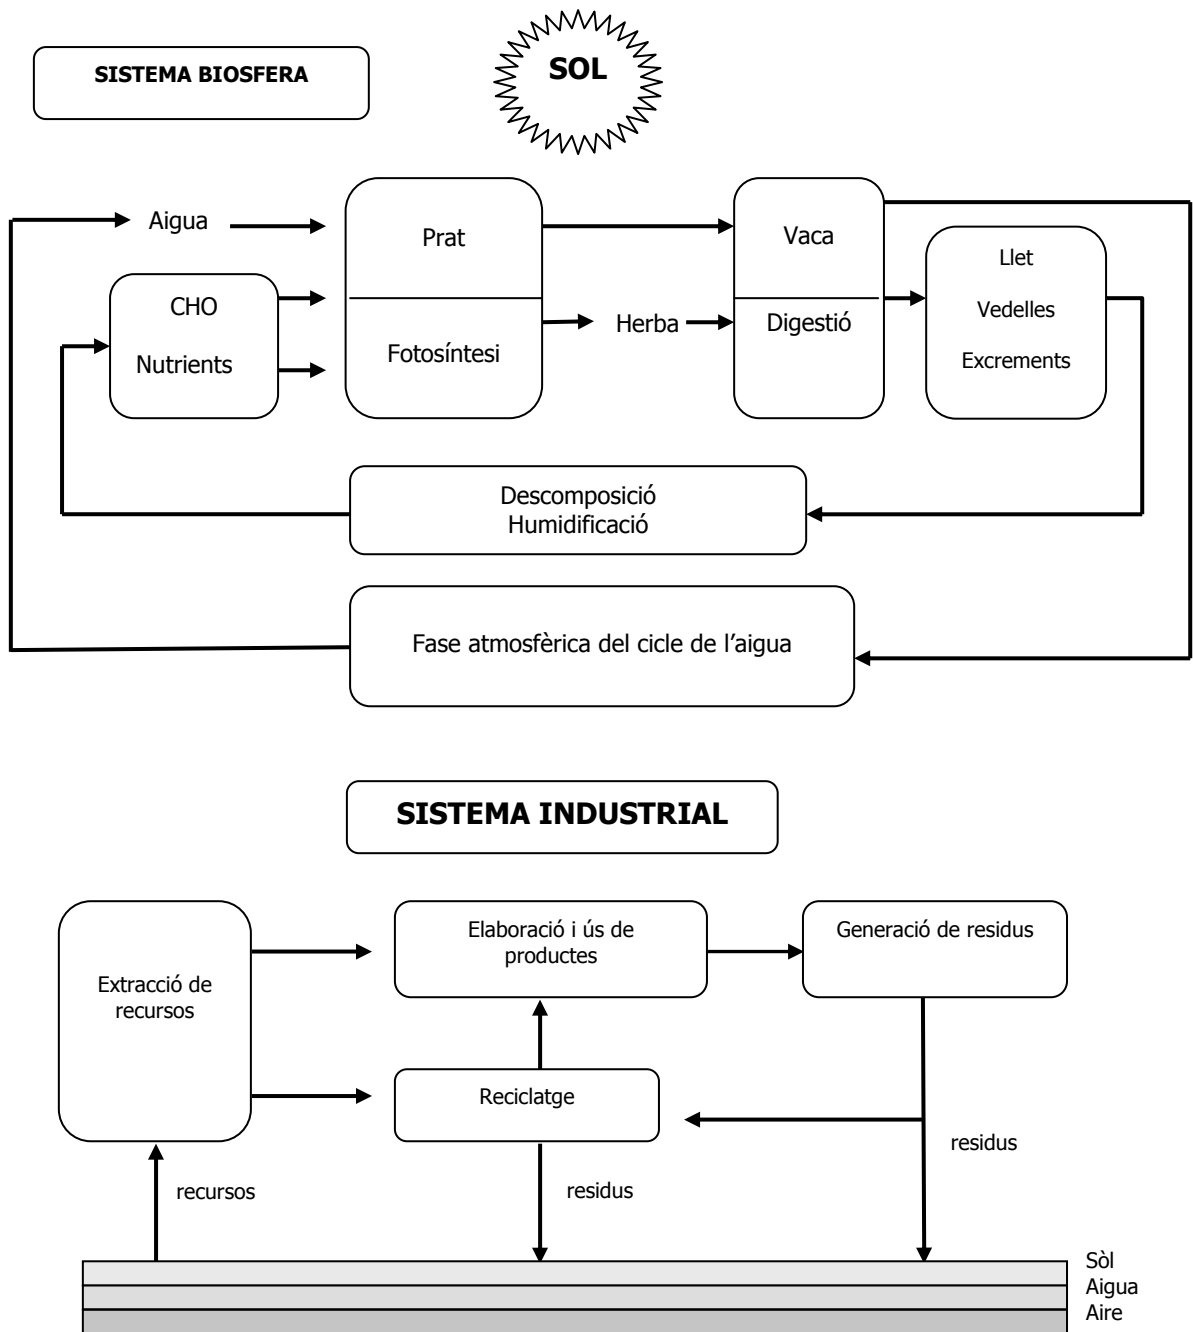 SISTEMA BIOSFERA
SOL
Aigua
Prat
Fotosíntesi
Vaca
Digestió
Llet
Vedelles
Excrements
CHO
Nutrients
Herba
Descomposició
Humidificació
Fase atmosfèrica del cicle de l’aigua
SISTEMA INDUSTRIAL
Extracció de
recursos
Elaboració i ús de
productes
Generació de residus
Reciclatge
recursos
residus
residus
Sòl
Aigua
Aire